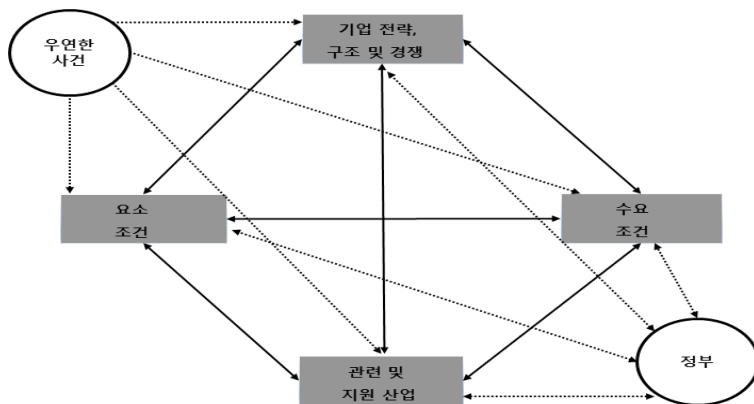 우연한
사건
기업 전략,
구조 및 경쟁
요소
조건
수요
조건
관련 및
지원 산업
정부